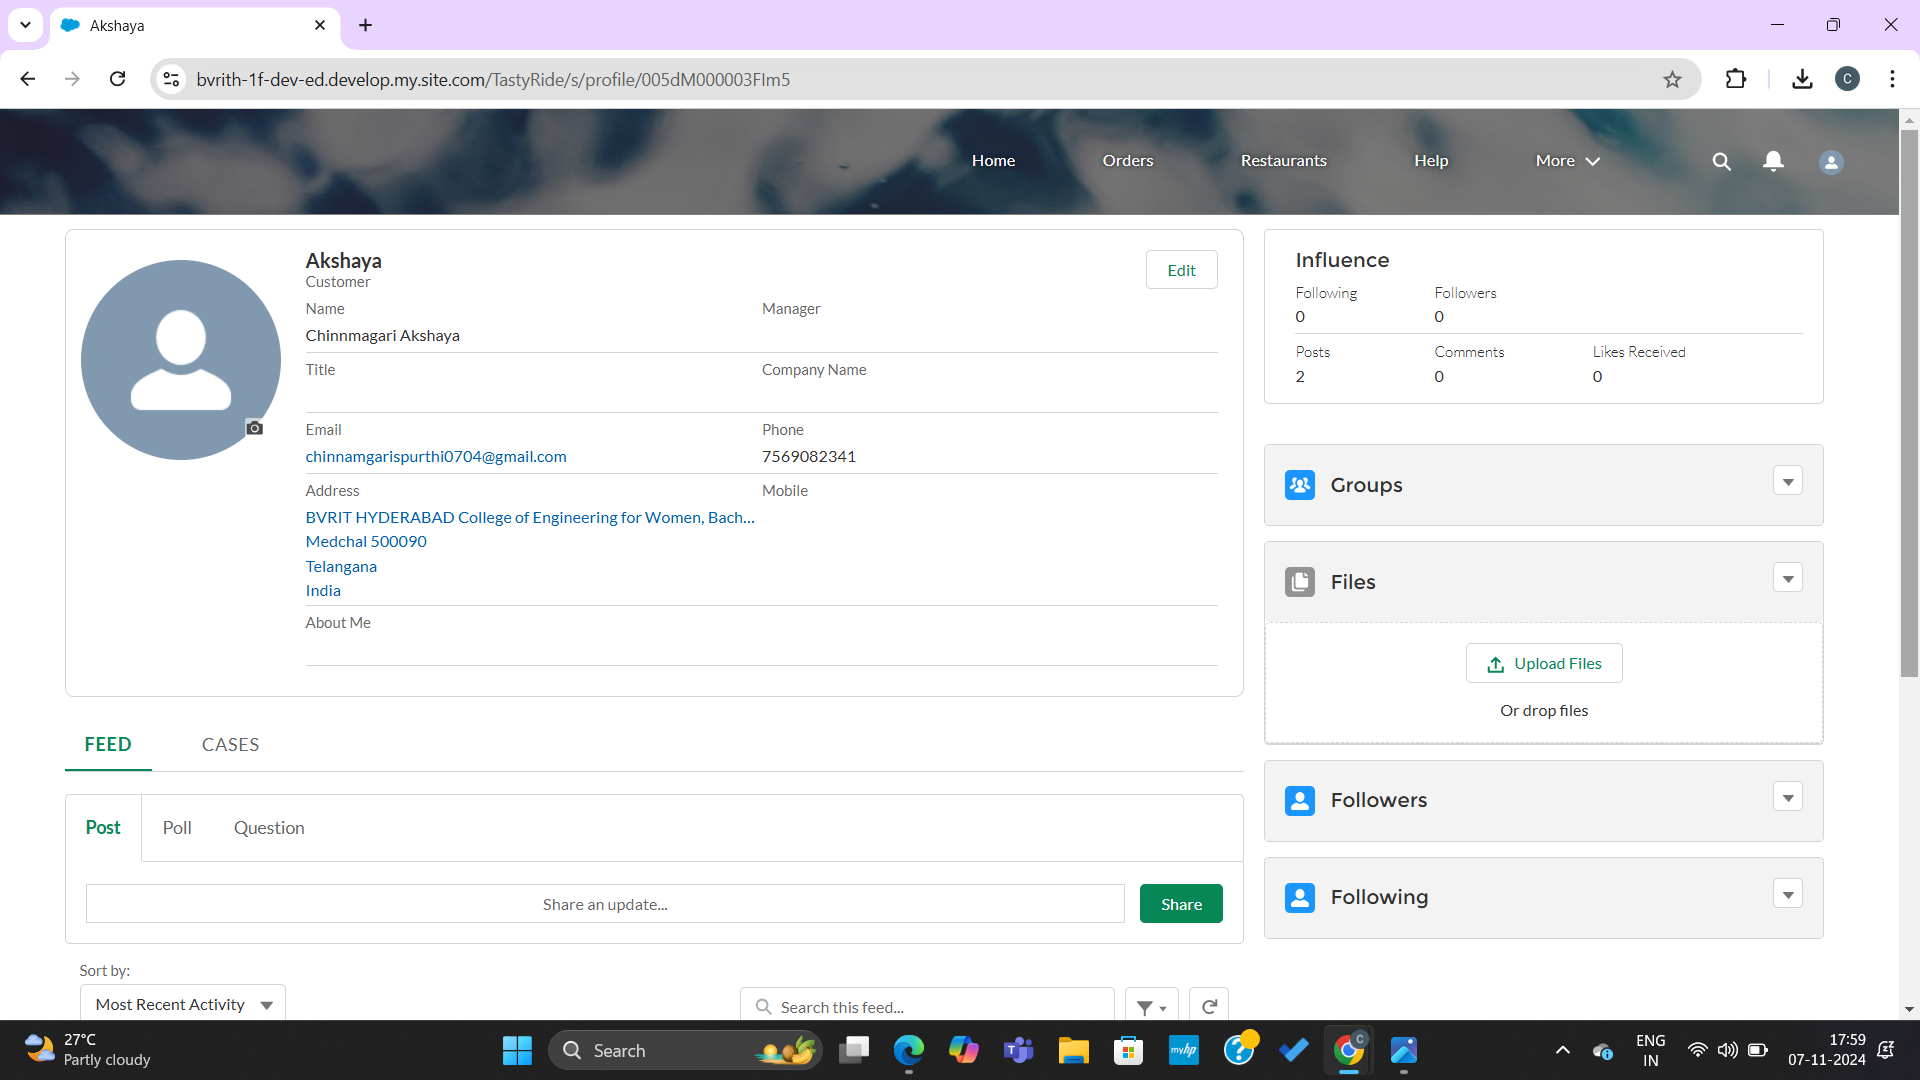 Akshaya
bvrith-1f-dev-ed.develop.my.site.com/TastyRide/s/profile/005dM000003FIm5
C
Home Orders Restaurants Help More
Akshaya
Customer
Edit
Name
Chinnmagari Akshaya
Manager
Title
Company Name
Email
chinnamgarispurthi0704@gmail.com
Phone
7569082341
Address
BVRIT HYDERABAD College of Engineering for Women, Bach...
Medchal 500090
Telangana
India
Mobile
About Me
Influence
Following
0
Followers
0
Posts
2
Comments
0
Likes Received
0
Groups
Files
Upload Files
Or drop files
Followers
Following
FEED CASES
Post Poll Question
Share an update...
Share
Sort by:
Most Recent Activity
Search this feed...
27°C
Partly cloudy
Search
myhp
C
ENG
IN
17:59
07-11-2024